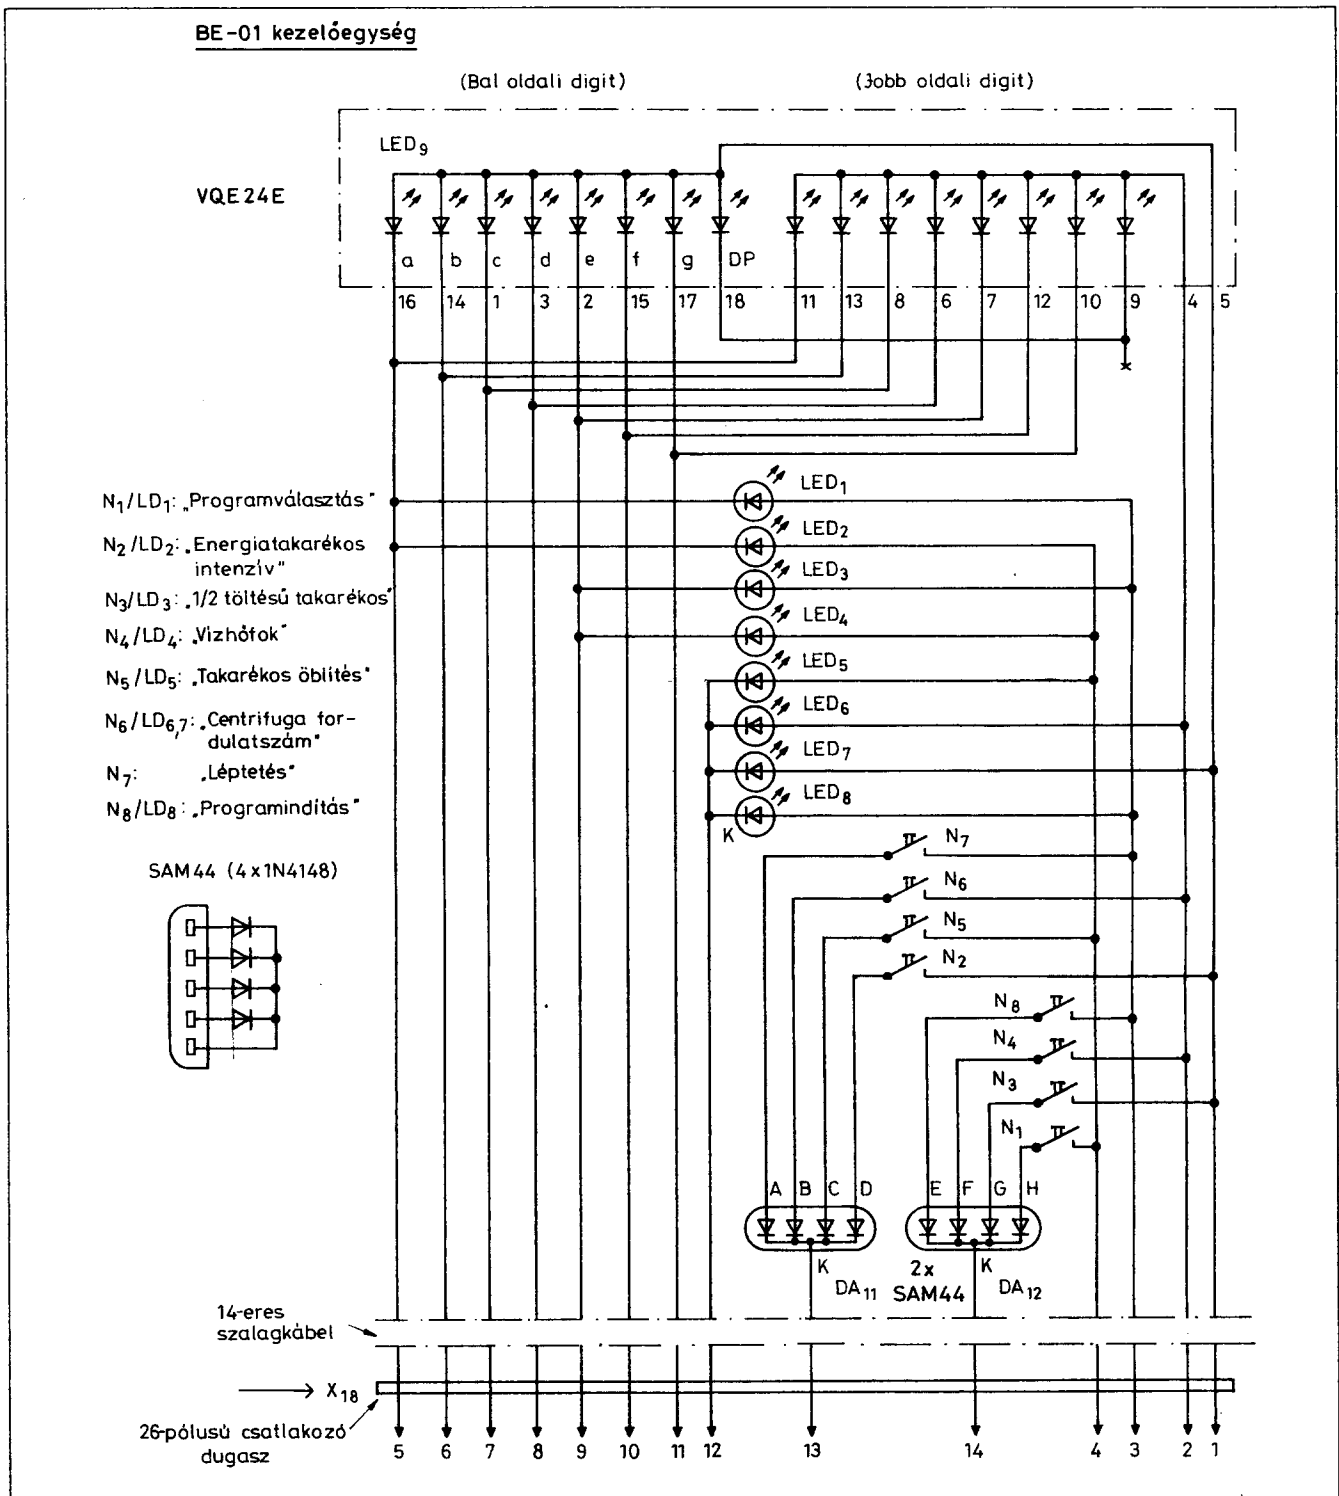 BE-01 kezelőegység
(Bal oldali digit) (Jobb oldali digit)
LED9
VQE24E
a b c d e f g DP
16 14 1 3 2 15 17 18 11 13 8 6 7 12 10 9 4 5
N1/LD1: „Programválasztás"
N2/LD2: „Energiatakarékos
intenzív"
N3/LD3: „1/2 töltésű takarékos"
N4/LD4: „Vizhőfok"
N5/LD5: „Takarékos öblítés"
N6/LD6,7: „Centrifuga for-
dulatszám"
N7: „Léptetés"
N8/LD8: „Programindítás"
LED1
LED2
LED3
LED4
LED5
LED6
LED7
LED8
K
N7
N6
N5
N2
N8
N4
N3
N1
SAM44 (4x1N4148)
A B C D E F G H
K K
DA11 2x
SAM44 DA12
14-eres
szalagkábel
X18
26-pólusú csatlakozó
dugasz
5 6 7 8 9 10 11 12 13 14 4 3 2 1